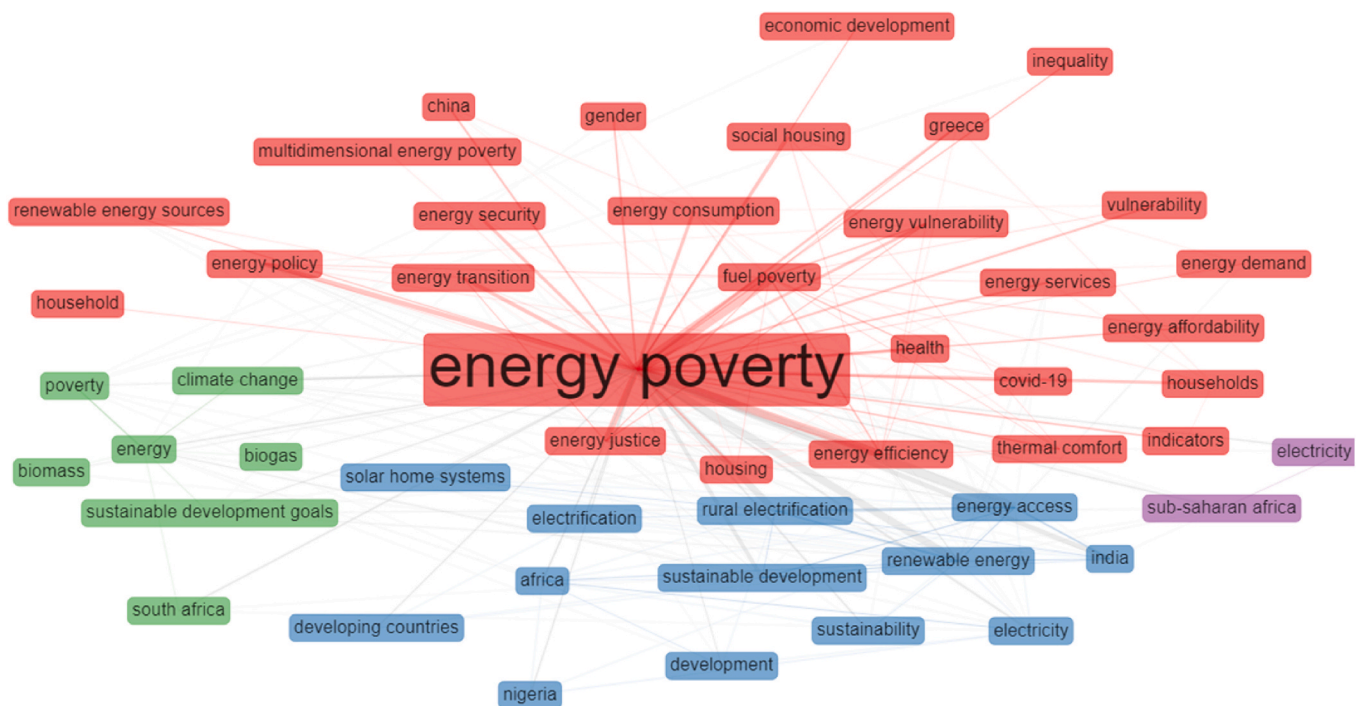 economic development
inequality
china
gender
social housing
greece
multidimensional energy poverty
renewable energy sources
energy security
energy consumption
energy vulnerability
vulnerability
energy policy
energy transition
fuel poverty
energy services
energy demand
household
energy affordability
health
energy poverty
poverty
climate change
covid-19
households
energy
biogas
energy justice
housing
energy efficiency
thermal comfort
indicators
electricity
biomass
solar home systems
sustainable development goals
electrification
rural electrification
energy access
sub-saharan africa
africa
sustainable development
renewable energy
india
south africa
developing countries
sustainability
electricity
development
nigeria